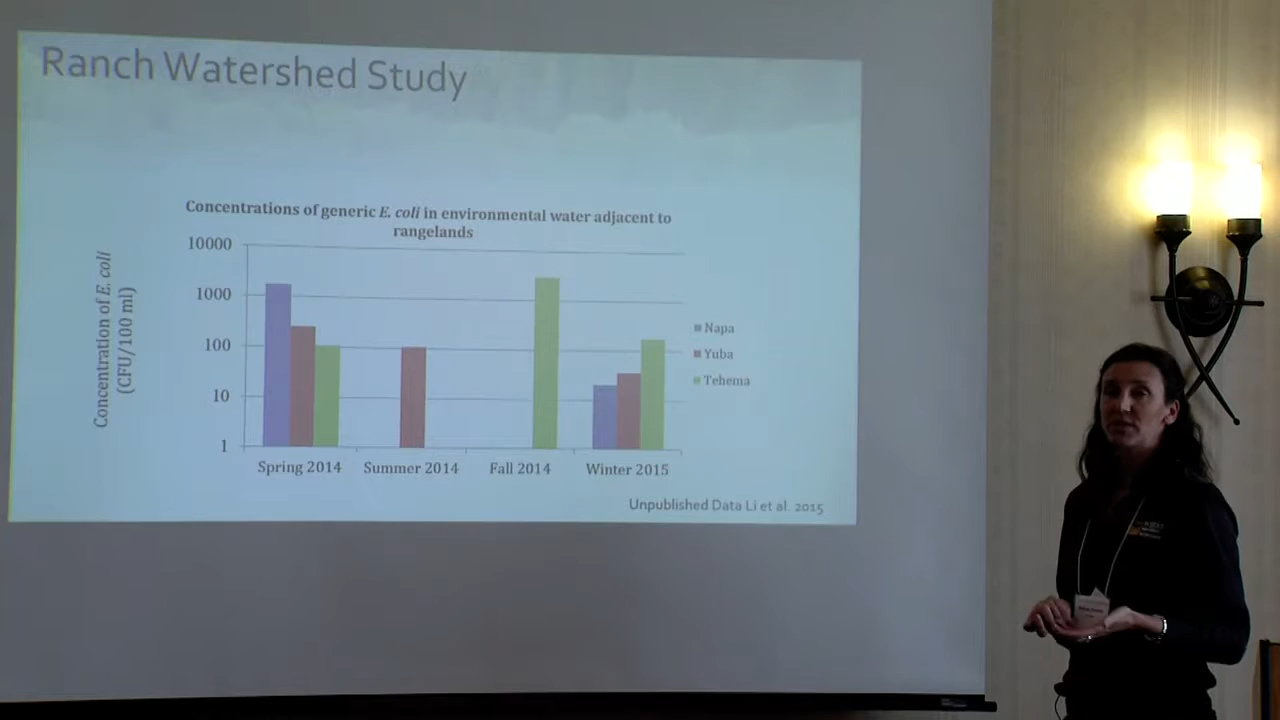 Ranch Watershed Study
Concentrations of generic E. coli in environmental water adjacent to
rangelands
Concentration of E. coli
(CFU/100 ml)
10000
1000
100
10
1
Napa
Yuba
Tehema
Spring 2014
Summer 2014
Fall 2014
Winter 2015
Unpublished Data Li et al. 2015